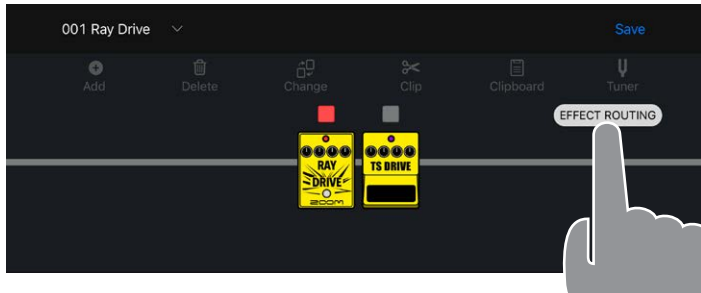 001 Ray Drive
Save
Add Delete Change Clip Clipboard Tuner
EFFECT ROUTING
RAY DRIVE ZOOM
TS DRIVE